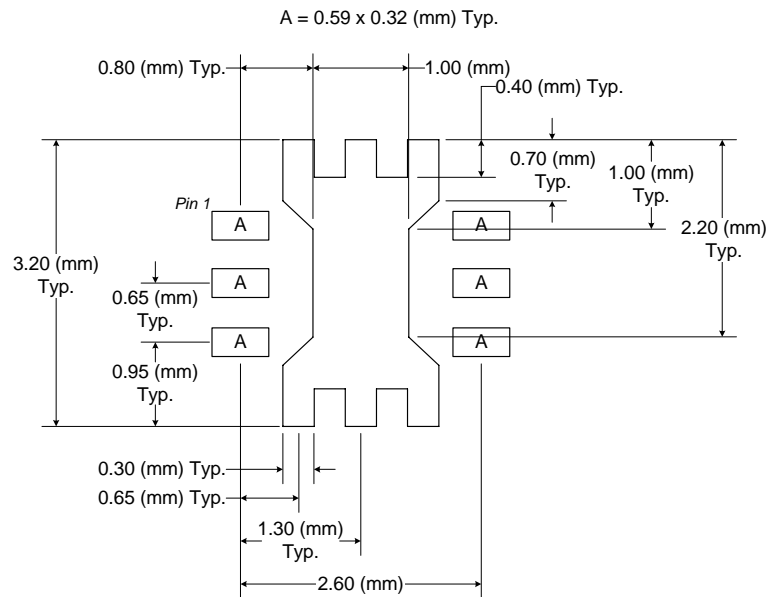 A = 0.59 x 0.32 (mm) Typ.
0.80 (mm) Typ.
1.00 (mm)
0.40 (mm) Typ.
0.70 (mm)
Typ.
1.00 (mm)
Typ.
2.20 (mm)
Typ.
Pin 1
A
A
3.20 (mm)
Typ.
0.65 (mm)
Typ.
A
A
0.95 (mm)
Typ.
A
A
0.30 (mm) Typ.
0.65 (mm) Typ.
1.30 (mm)
Typ.
2.60 (mm)